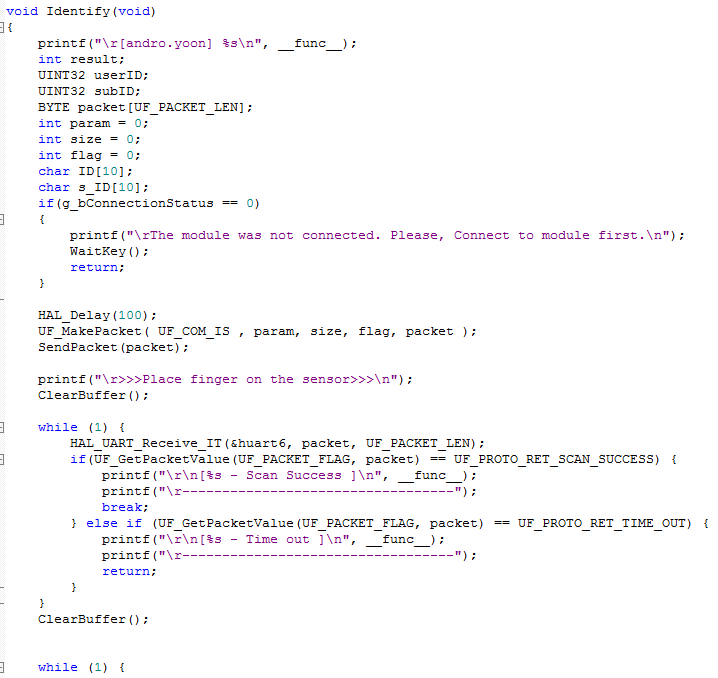 void Identify(void)
{
    printf("\r[andro.yoon] %s\n", __func__);
    int result;
    UINT32 userID;
    UINT32 subID;
    BYTE packet[UF_PACKET_LEN];
    int param = 0;
    int size = 0;
    int flag = 0;
    char ID[10];
    char s_ID[10];
    if(g_bConnectionStatus == 0)
    {
        printf("\rThe module was not connected. Please, Connect to module first.\n");
        WaitKey();
        return;
    }
    HAL_Delay(100);
    UF_MakePacket( UF_COM_IS , param, size, flag, packet );
    SendPacket(packet);
    printf("\r>>>Place finger on the sensor>>>\n");
    ClearBuffer();
    while (1) {
        HAL_UART_Receive_IT(&huart6, packet, UF_PACKET_LEN);
        if(UF_GetPacketValue(UF_PACKET_FLAG, packet) == UF_PROTO_RET_SCAN_SUCCESS) {
            printf("\r\n[%s - Scan Success ]\n", __func__);
            printf("\r----------------------------------");
            break;
        } else if (UF_GetPacketValue(UF_PACKET_FLAG, packet) == UF_PROTO_RET_TIME_OUT) {
            printf("\r\n[%s - Time out ]\n", __func__);
            printf("\r----------------------------------");
            return;
        }
    }
    ClearBuffer();
    while (1) {